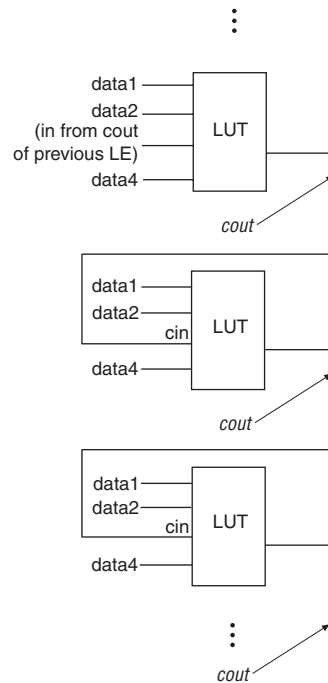 data1
data2
(in from cout
of previous LE)
data4
LUT
cout
data1
data2
cin
data4
LUT
cout
data1
data2
cin
data4
LUT
cout